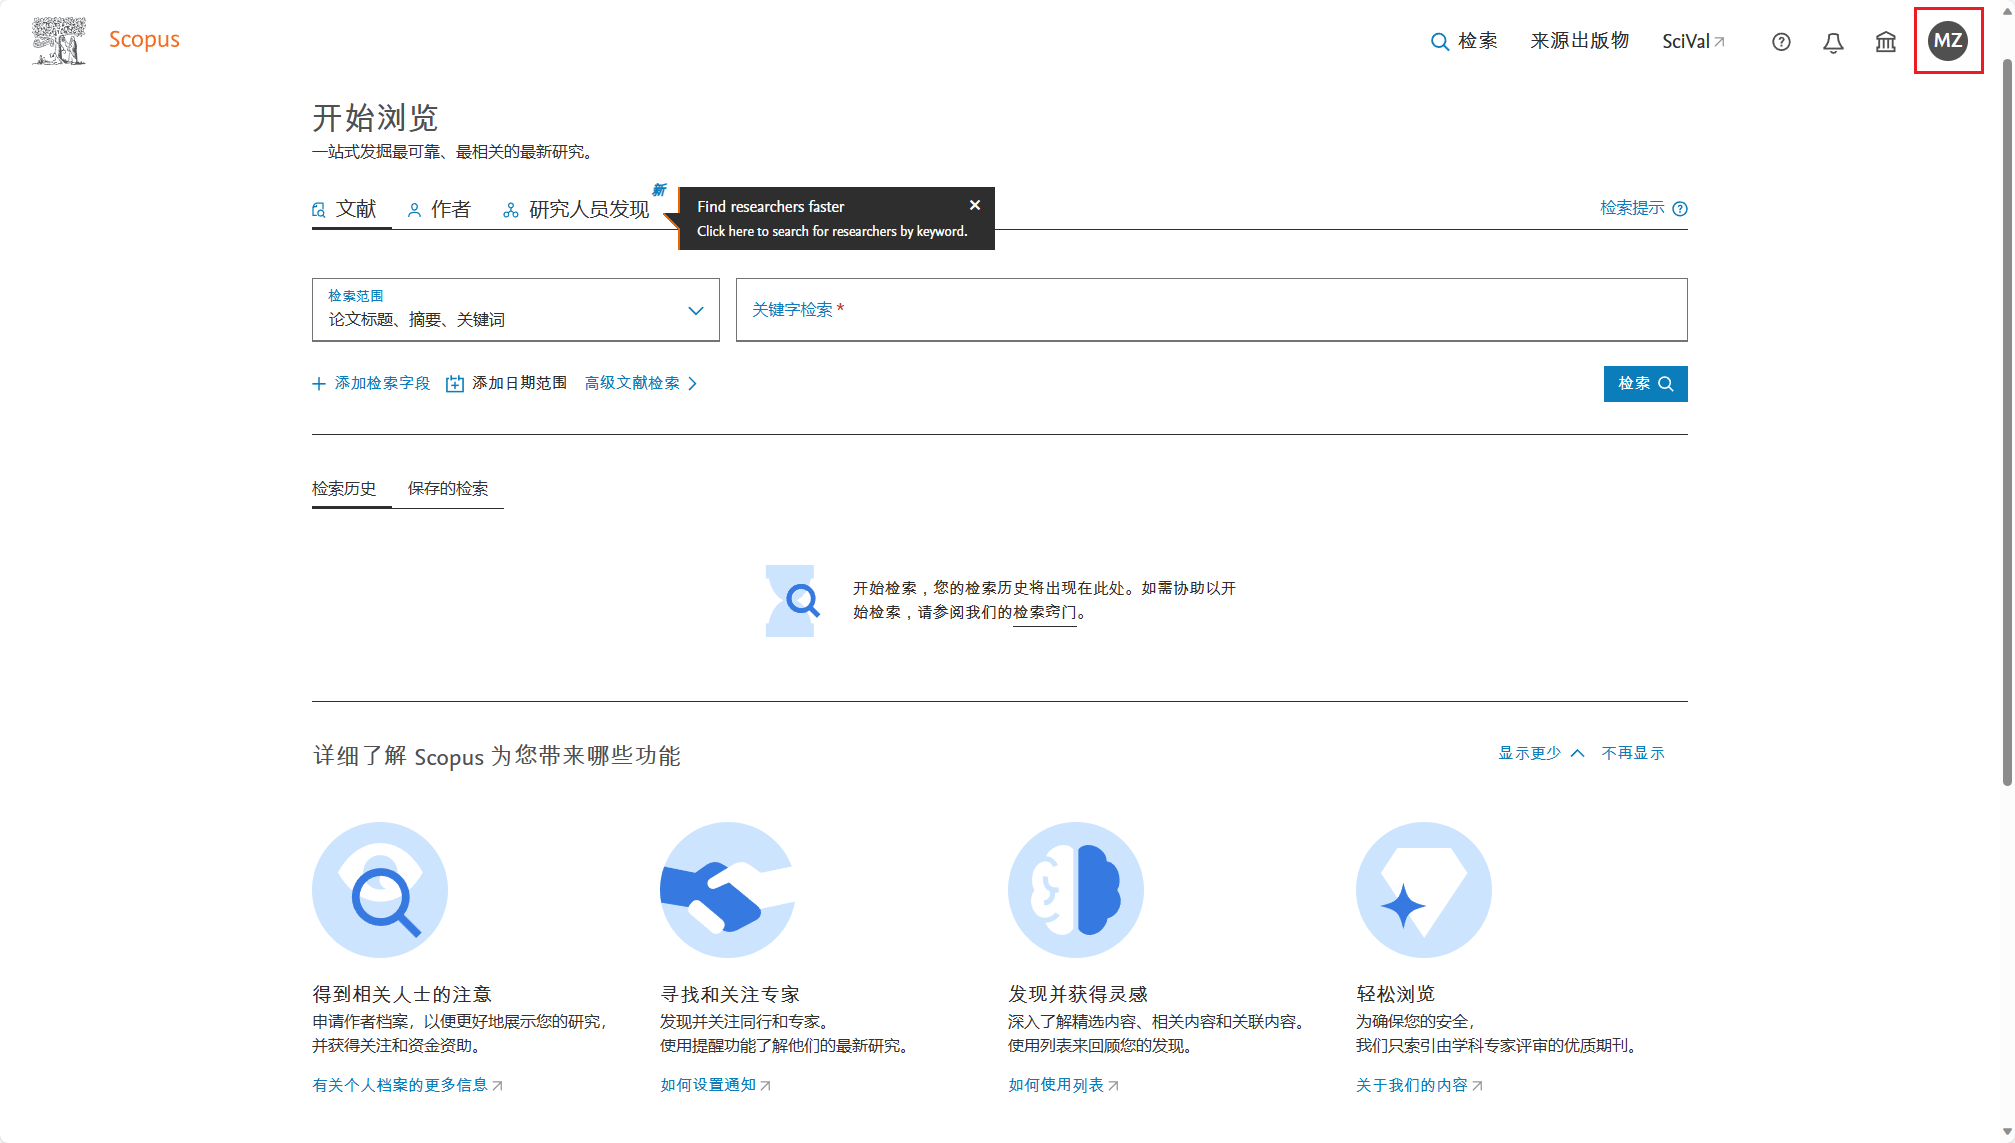 Scopus
检索
来源出版物
SciVal
MZ
开始浏览
一站式发掘最可靠、最相关的最新研究。
文献
作者
研究人员发现
新
Find researchers faster
Click here to search for researchers by keyword.
检索提示
检索范围
论文标题、摘要、关键词
关键字检索 *
添加检索字段
添加日期范围
高级文献检索
检索
检索历史
保存的检索
开始检索，您的检索历史将出现在此处。如需协助以开
始检索，请参阅我们的检索窍门。
详细了解 Scopus 为您带来哪些功能
显示更少
不再显示
得到相关人士的注意
申请作者档案，以便更好地展示您的研究，
并获得关注和资金资助。
有关个人档案的更多信息
寻找和关注专家
发现并关注同行和专家。
使用提醒功能了解他们的最新研究。
如何设置通知
发现并获得灵感
深入了解精选内容、相关内容和关联内容。
使用列表来回顾您的发现。
如何使用列表
轻松浏览
为确保您的安全，
我们只索引由学科专家评审的优质期刊。
关于我们的内容